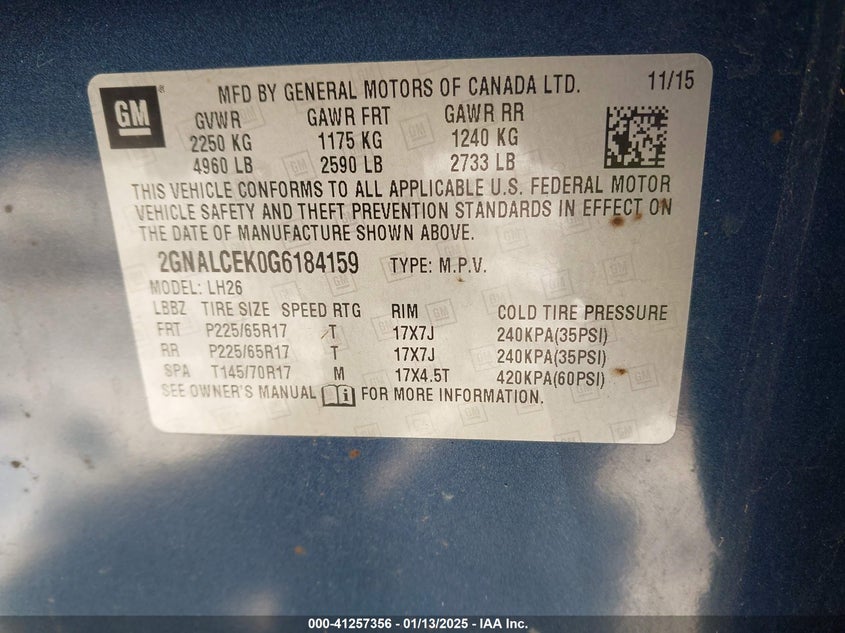 GM ®
MFD BY GENERAL MOTORS OF CANADA LTD. 11/15
GVWR GAWR FRT GAWR RR
2250 KG 1175 KG 1240 KG
4960 LB 2590 LB 2733 LB
THIS VEHICLE CONFORMS TO ALL APPLICABLE U.S. FEDERAL MOTOR
VEHICLE SAFETY AND THEFT PREVENTION STANDARDS IN EFFECT ON
THE DATE OF MANUFACTURE SHOWN ABOVE.
2GNALCEK0G6184159 TYPE: M.P.V.
MODEL: LH26
LBBZ TIRE SIZE SPEED RTG RIM COLD TIRE PRESSURE
FRT P225/65R17 T 17X7J 240KPA(35PSI)
RR P225/65R17 T 17X7J 240KPA(35PSI)
SPA T145/70R17 M 17X4.5T 420KPA(60PSI)
SEE OWNER'S MANUAL FOR MORE INFORMATION.
000-41257356 - 01/13/2025 - IAA Inc.